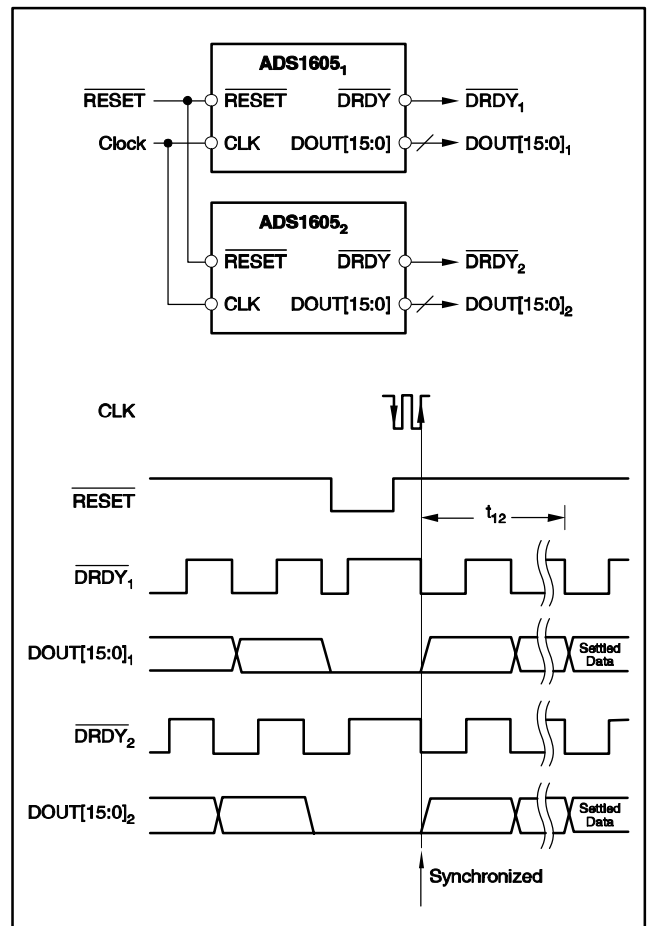 ADS1605₁
RESET RESET DRDY DRDY₁
Clock CLK DOUT[15:0] DOUT[15:0]₁
ADS1605₂
RESET DRDY DRDY₂
CLK DOUT[15:0] DOUT[15:0]₂
CLK
RESET
t₁₂
DRDY₁
DOUT[15:0]₁ Settled
Data
DRDY₂
DOUT[15:0]₂ Settled
Data
Synchronized